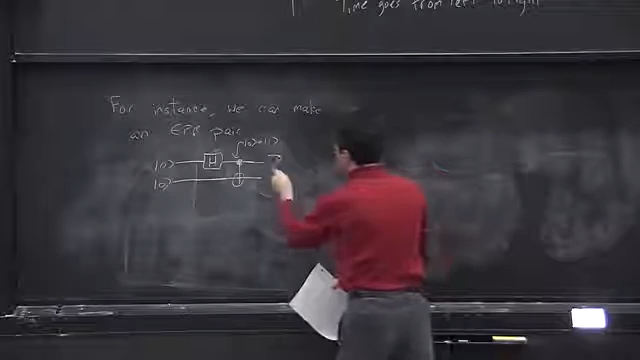 Time goes from left to right
For instance, we can make
an EPR pair
|0⟩ H
|0⟩